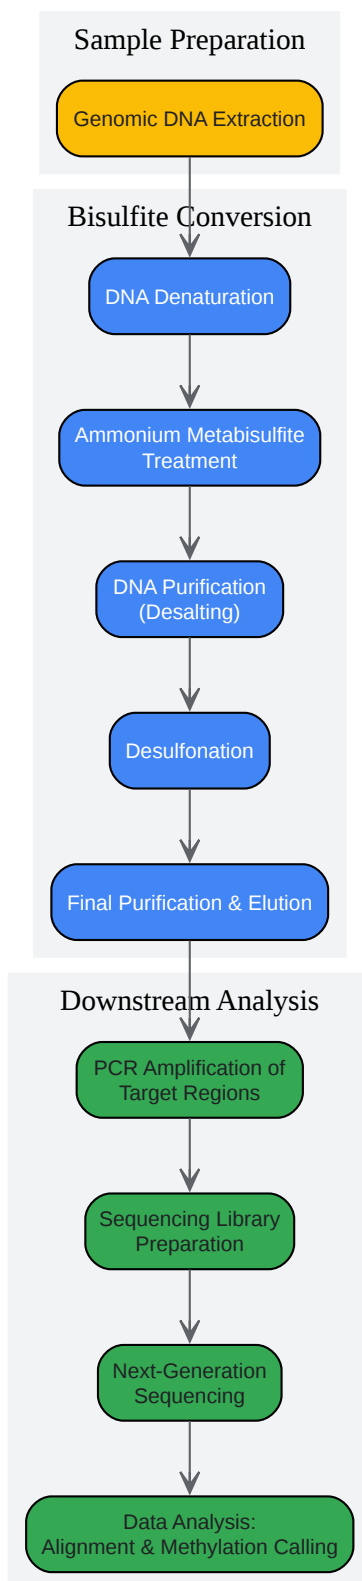 Sample Preparation
Genomic DNA Extraction
Bisulfite Conversion
DNA Denaturation
Ammonium Metabisulfite
Treatment
DNA Purification
(Desalting)
Desulfonation
Final Purification & Elution
Downstream Analysis
PCR Amplification of
Target Regions
Sequencing Library
Preparation
Next-Generation
Sequencing
Data Analysis:
Alignment & Methylation Calling